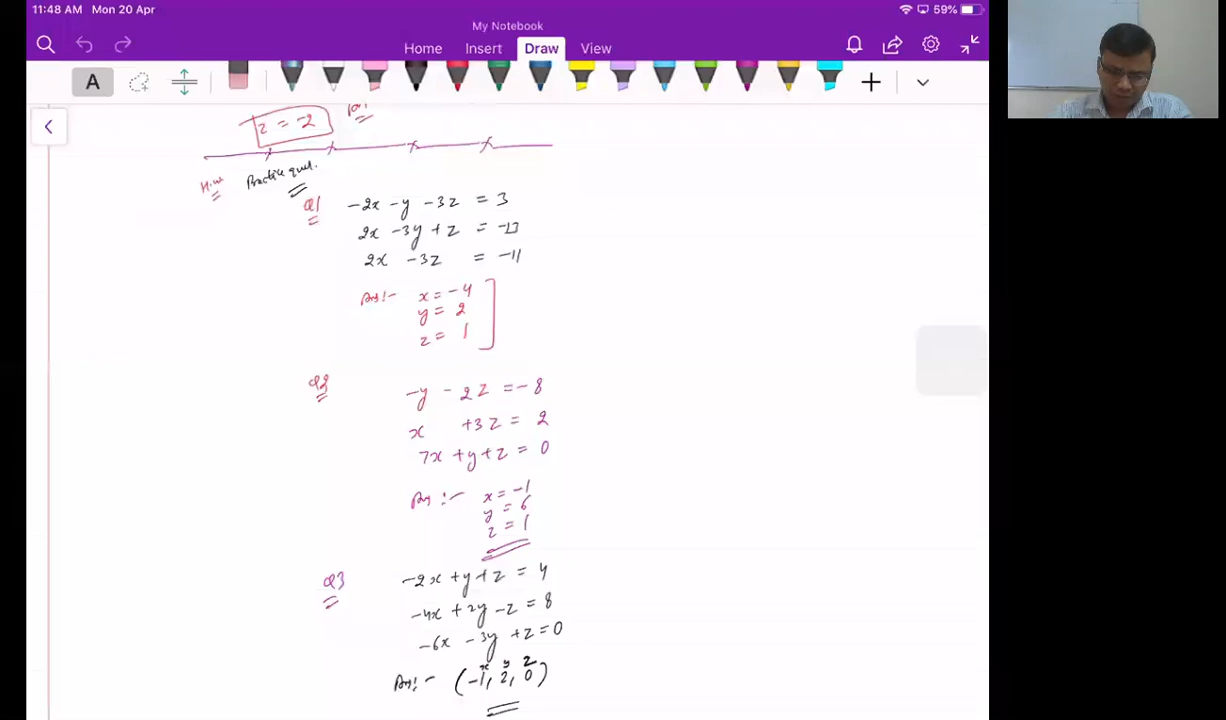 11:48 AM Mon 20 Apr
59%
My Notebook
Home Insert Draw View
A
z = -2
H.w Practice ques.
Q1 -2x - y - 3z = 3
2x - 3y + z = -13
2x - 3z = -11
Ans:- x = -4
y = 2
z = 1
Q2 -y - 2z = -8
x + 3z = 2
7x + y + z = 0
Ans:- x = -1
y = 6
z = 1
Q3 -2x + y + z = 4
-4x + 2y - z = 8
-6x - 3y + z = 0
x y z
Ans:- (-1, 2, 0)